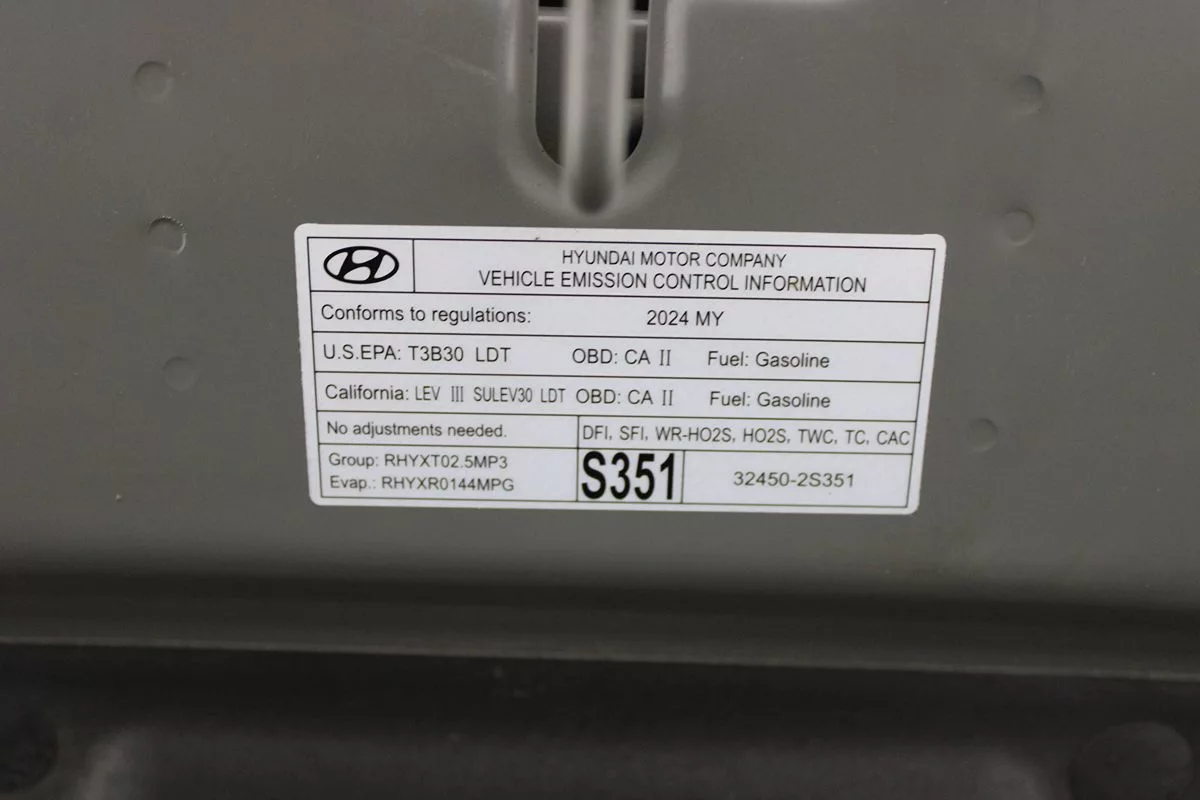 HYUNDAI MOTOR COMPANY
VEHICLE EMISSION CONTROL INFORMATION
Conforms to regulations: 2024 MY
U.S.EPA: T3B30 LDT OBD: CA II Fuel: Gasoline
California: LEV III SULEV30 LDT OBD: CA II Fuel: Gasoline
No adjustments needed. DFI, SFI, WR-HO2S, HO2S, TWC, TC, CAC
Group: RHYXT02.5MP3
Evap.: RHYXR0144MPG
S351 32450-2S351